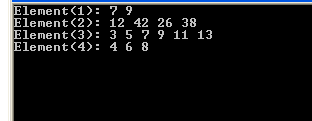 Element(1): 7 9
Element(2): 12 42 26 38
Element(3): 3 5 7 9 11 13
Element(4): 4 6 8